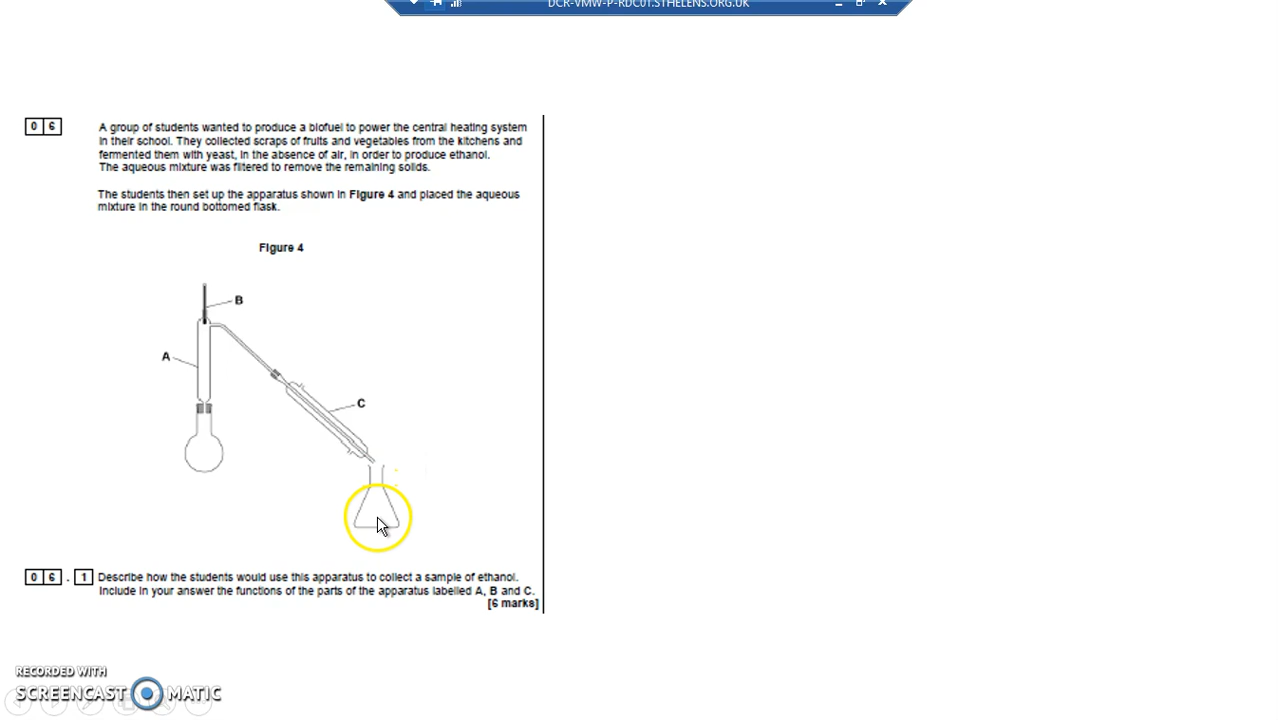 DCR-VMW-P-RDC01.STHELENS.ORG.UK
0 6 A group of students wanted to produce a biofuel to power the central heating system
in their school. They collected scraps of fruits and vegetables from the kitchens and
fermented them with yeast, in the absence of air, in order to produce ethanol.
The aqueous mixture was filtered to remove the remaining solids.
The students then set up the apparatus shown in Figure 4 and placed the aqueous
mixture in the round bottomed flask.
Figure 4
B
A
C
0 6 . 1 Describe how the students would use this apparatus to collect a sample of ethanol.
Include in your answer the functions of the parts of the apparatus labelled A, B and C.
[6 marks]
RECORDED WITH
SCREENCAST MATIC